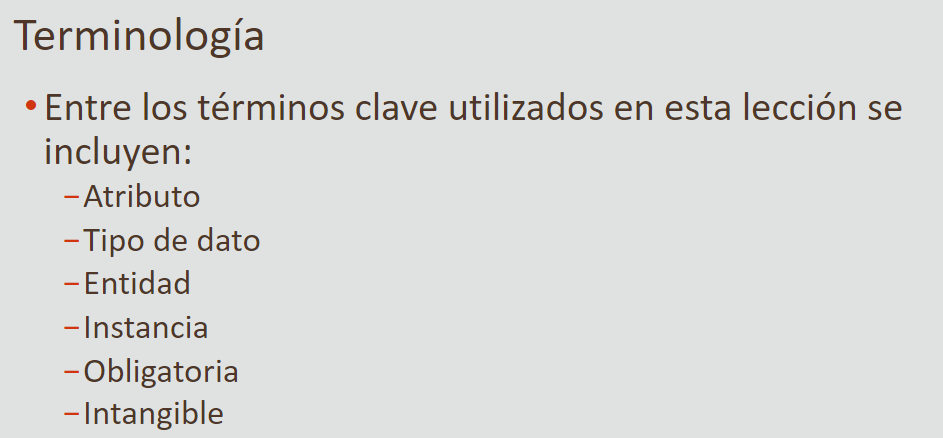 Terminología
• Entre los términos clave utilizados en esta lección se
incluyen:
–Atributo
–Tipo de dato
–Entidad
–Instancia
–Obligatoria
–Intangible